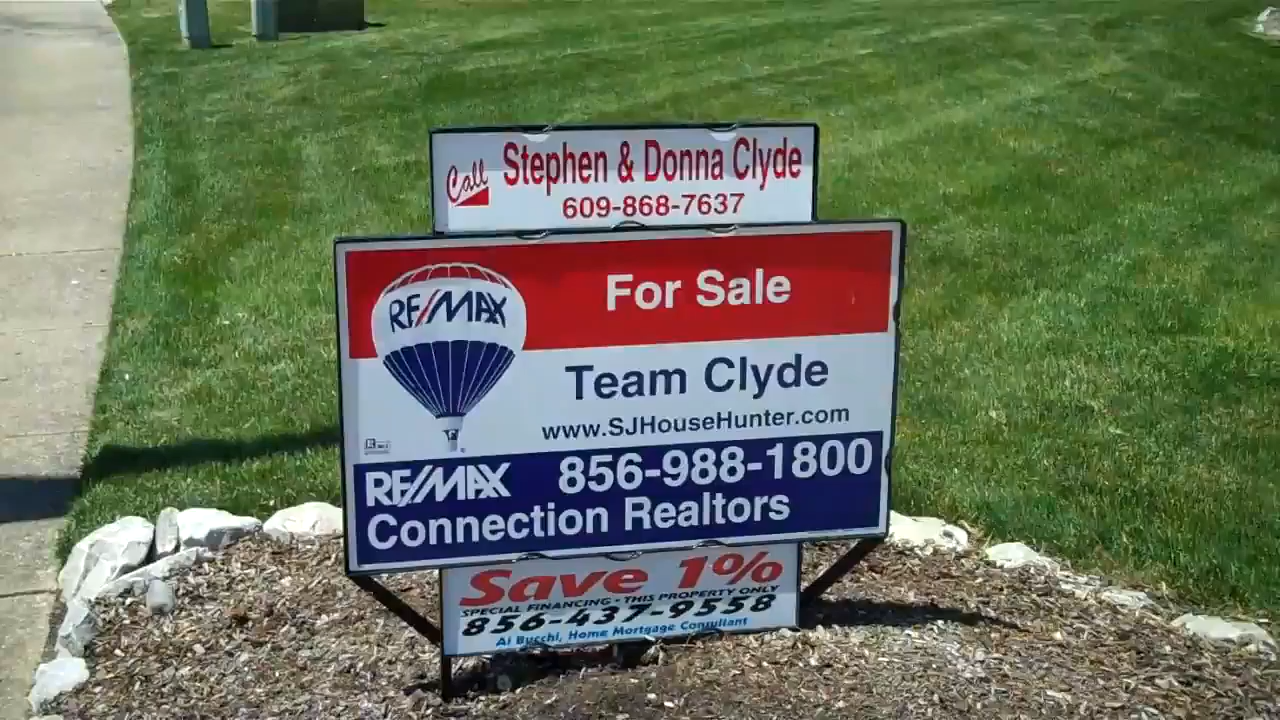 Call Stephen & Donna Clyde
609-868-7637
RE/MAX
For Sale
Team Clyde
www.SJHouseHunter.com
RE/MAX 856-988-1800
Connection Realtors
Save 1%
SPECIAL FINANCING - THIS PROPERTY ONLY
856-437-9558
Al Bucchi, Home Mortgage Consultant